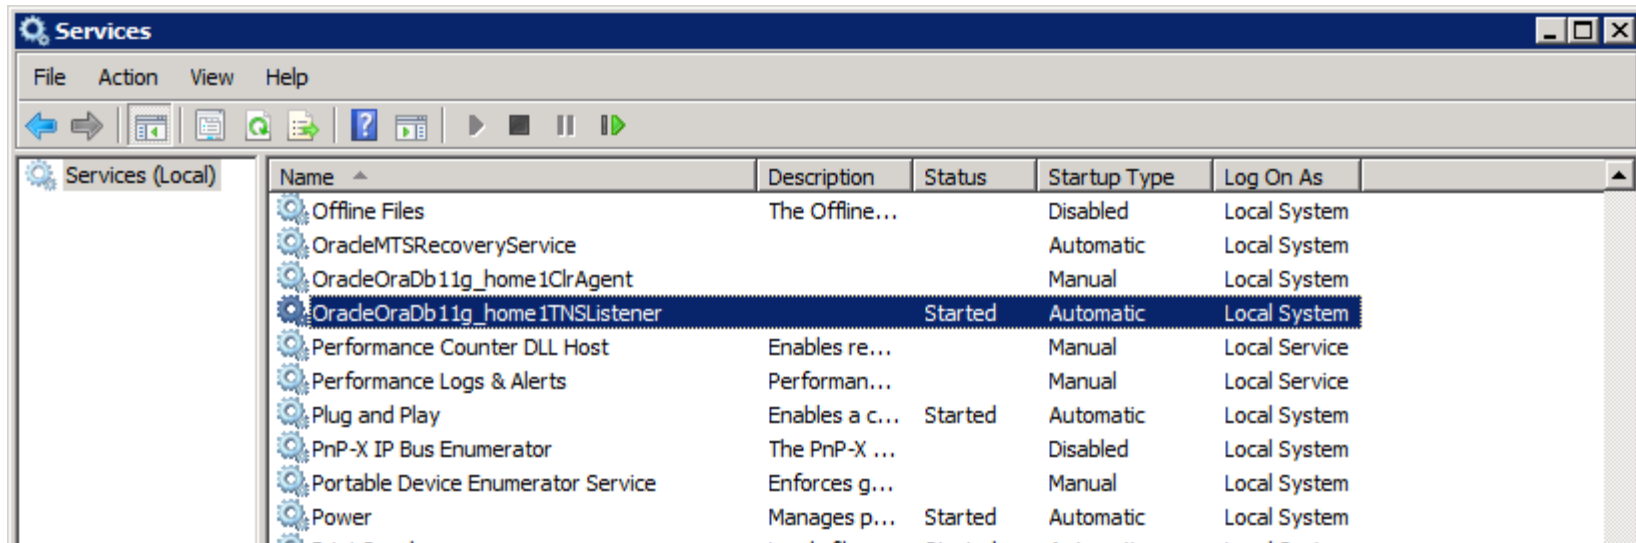 Services
File Action View Help
Services (Local)
Name Description Status Startup Type Log On As
Offline Files The Offline... Disabled Local System
OracleMTSRecoveryService Automatic Local System
OracleOraDb11g_home1ClrAgent Manual Local System
OracleOraDb11g_home1TNSListener Started Automatic Local System
Performance Counter DLL Host Enables re... Manual Local Service
Performance Logs & Alerts Performan... Manual Local Service
Plug and Play Enables a c... Started Automatic Local System
PnP-X IP Bus Enumerator The PnP-X ... Disabled Local System
Portable Device Enumerator Service Enforces g... Manual Local System
Power Manages p... Started Automatic Local System